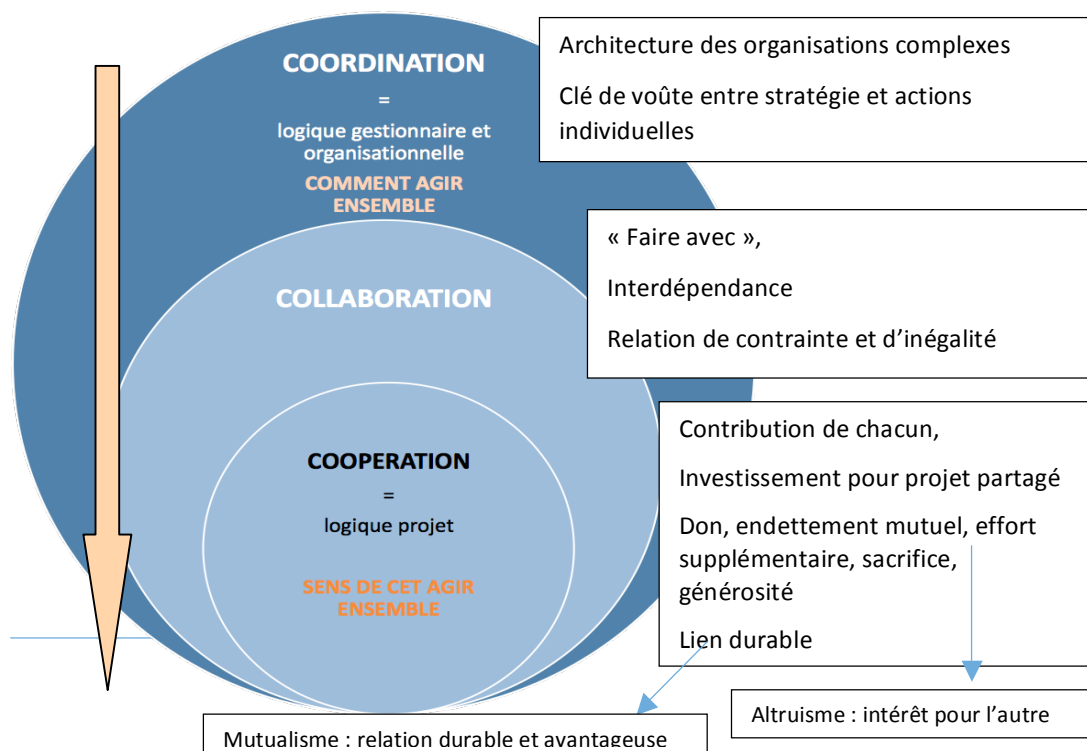 COORDINATION
=
logique gestionnaire et
organisationnelle
COMMENT AGIR
ENSEMBLE
Architecture des organisations complexes
Clé de voûte entre stratégie et actions
individuelles
COLLABORATION
« Faire avec »,
Interdépendance
Relation de contrainte et d’inégalité
COOPERATION
=
logique projet
SENS DE CET AGIR
ENSEMBLE
Contribution de chacun,
Investissement pour projet partagé
Don, endettement mutuel, effort
supplémentaire, sacrifice,
générosité
Lien durable
Mutualisme : relation durable et avantageuse
Altruisme : intérêt pour l’autre